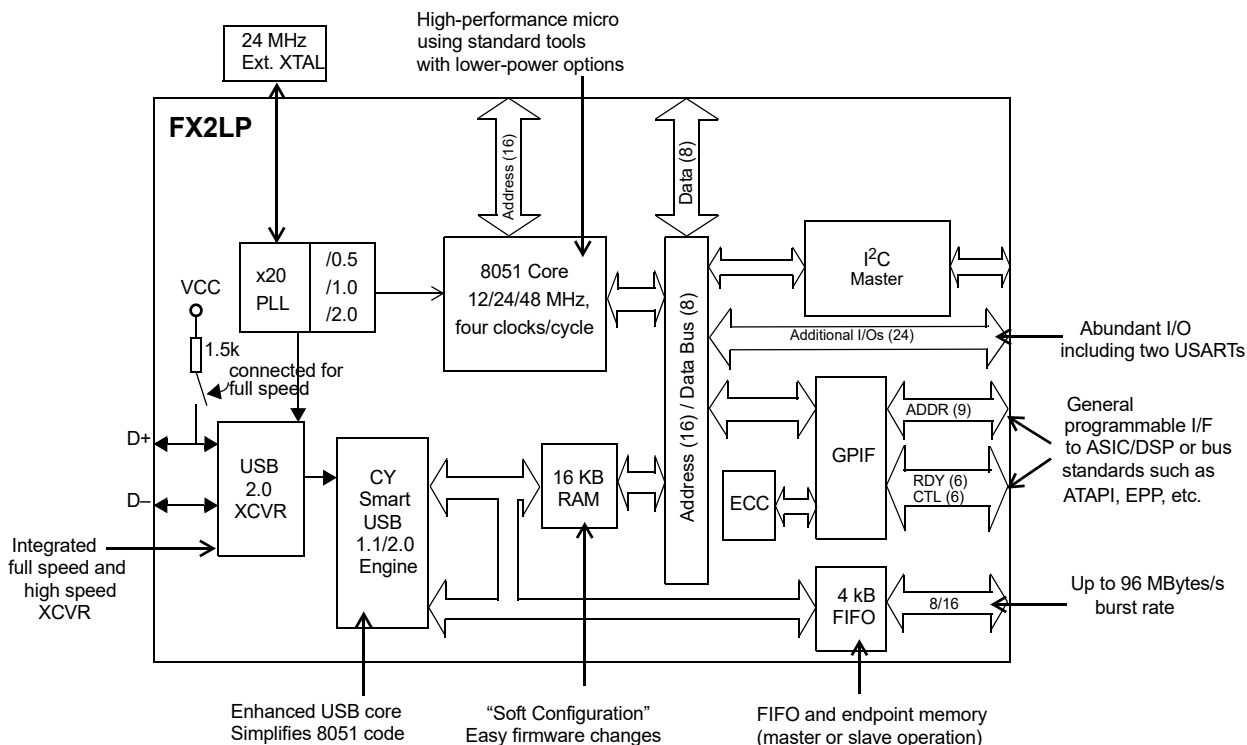 24 MHz
Ext. XTAL
High-performance micro
using standard tools
with lower-power options
FX2LP
Address (16)
Data (8)
x20
PLL
/0.5
/1.0
/2.0
8051 Core
12/24/48 MHz,
four clocks/cycle
I²C
Master
VCC
1.5k
connected for
full speed
Address (16) / Data Bus (8)
Additional I/Os (24)
Abundant I/O
including two USARTs
D+
D–
USB
2.0
XCVR
CY
Smart
USB
1.1/2.0
Engine
16 KB
RAM
ECC
GPIF
ADDR (9)
RDY (6)
CTL (6)
General
programmable I/F
to ASIC/DSP or bus
standards such as
ATAPI, EPP, etc.
Integrated
full speed and
high speed
XCVR
4 kB
FIFO
8/16
Up to 96 MBytes/s
burst rate
Enhanced USB core
Simplifies 8051 code
“Soft Configuration”
Easy firmware changes
FIFO and endpoint memory
(master or slave operation)